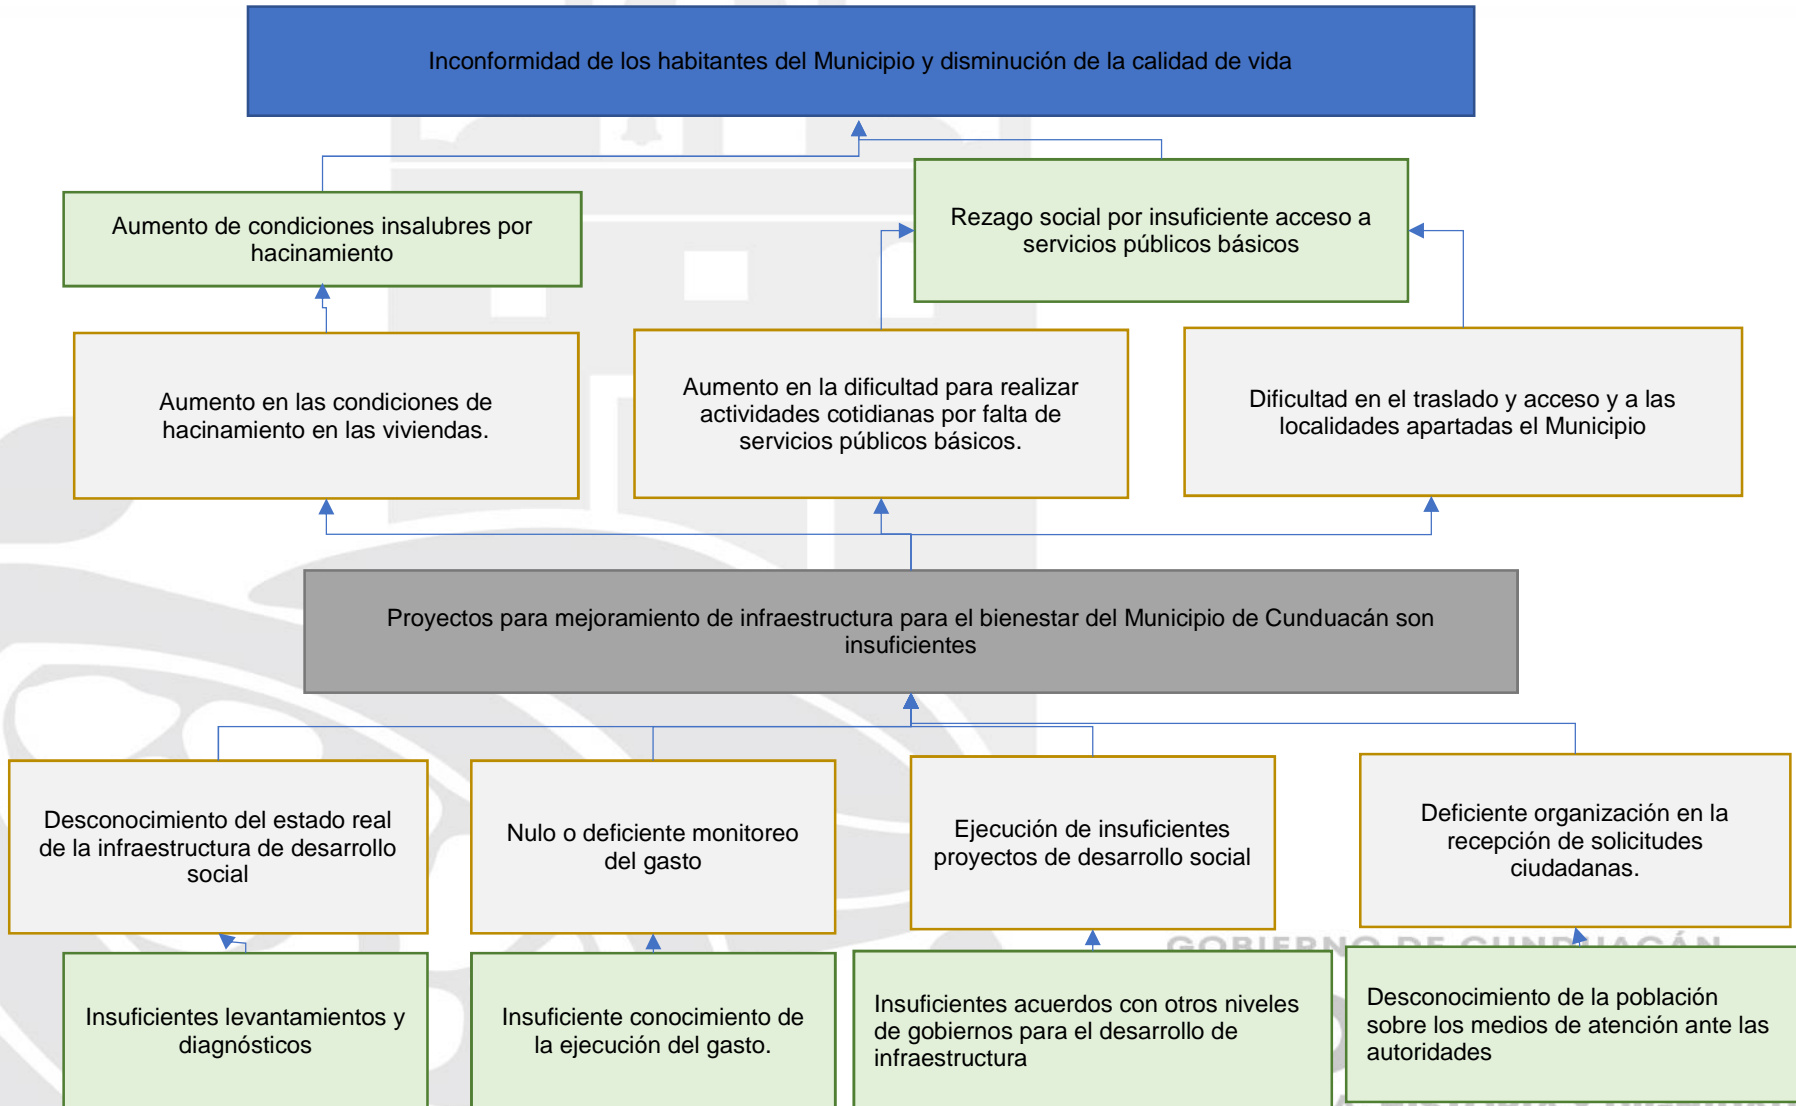 Inconformidad de los habitantes del Municipio y disminución de la calidad de vida
Aumento de condiciones insalubres por
hacinamiento
Rezago social por insuficiente acceso a
servicios públicos básicos
Aumento en las condiciones de
hacinamiento en las viviendas.
Aumento en la dificultad para realizar
actividades cotidianas por falta de
servicios públicos básicos.
Dificultad en el traslado y acceso y a las
localidades apartadas el Municipio
Proyectos para mejoramiento de infraestructura para el bienestar del Municipio de Cunduacán son
insuficientes
Desconocimiento del estado real
de la infraestructura de desarrollo
social
Nulo o deficiente monitoreo
del gasto
Ejecución de insuficientes
proyectos de desarrollo social
Deficiente organización en la
recepción de solicitudes
ciudadanas.
GOBIERNO DE CUNDUACÁN
Insuficientes levantamientos y
diagnósticos
Insuficiente conocimiento de
la ejecución del gasto.
Insuficientes acuerdos con otros niveles
de gobiernos para el desarrollo de
infraestructura
Desconocimiento de la población
sobre los medios de atención ante las
autoridades